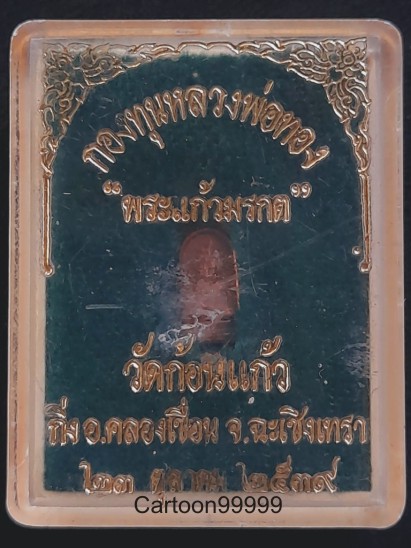 กองทุนหลวงพ่อทอง
"พระแก้วมรกต"
วัดก้อนแก้ว
กิ่ง อ.คลองเขื่อน จ.ฉะเชิงเทรา
๒๓ ตุลาคม ๒๕๓๙
Cartoon99999